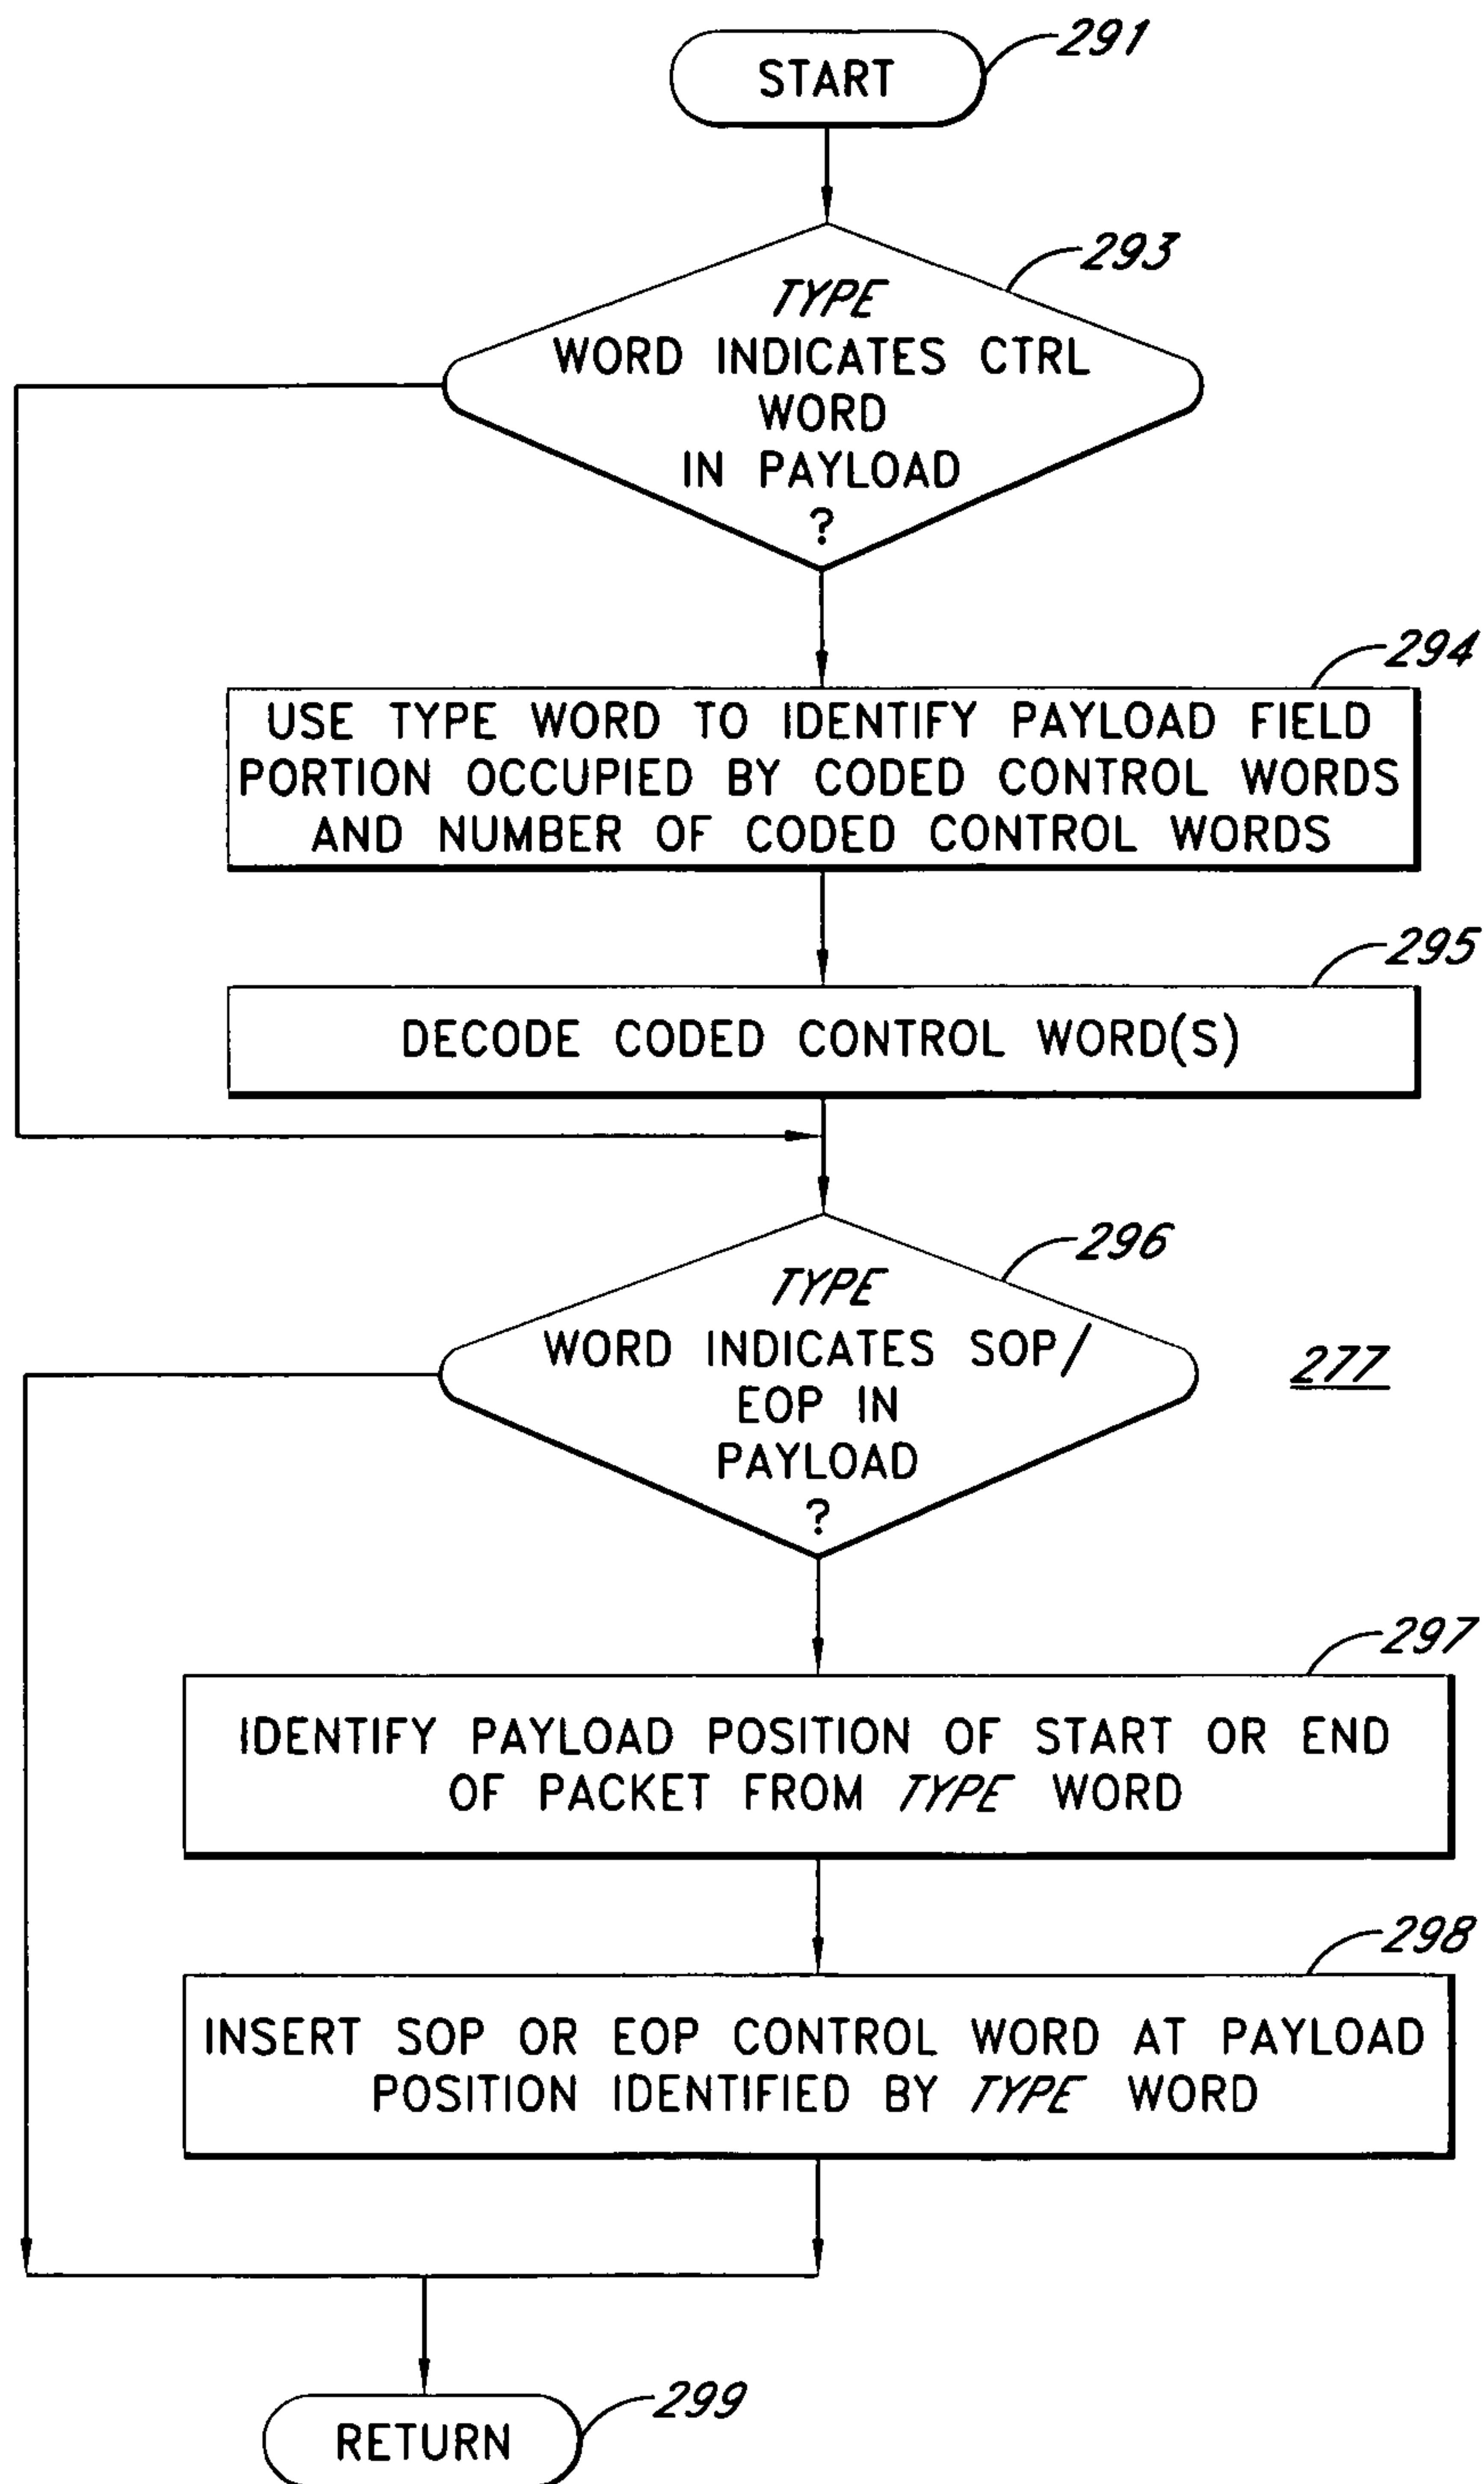 START
291
293
TYPE
WORD INDICATES CTRL
WORD
IN PAYLOAD
?
294
USE TYPE WORD TO IDENTIFY PAYLOAD FIELD
PORTION OCCUPIED BY CODED CONTROL WORDS
AND NUMBER OF CODED CONTROL WORDS
295
DECODE CODED CONTROL WORD(S)
296
TYPE
WORD INDICATES SOP/
EOP IN
PAYLOAD
?
277
297
IDENTIFY PAYLOAD POSITION OF START OR END
OF PACKET FROM TYPE WORD
298
INSERT SOP OR EOP CONTROL WORD AT PAYLOAD
POSITION IDENTIFIED BY TYPE WORD
299
RETURN